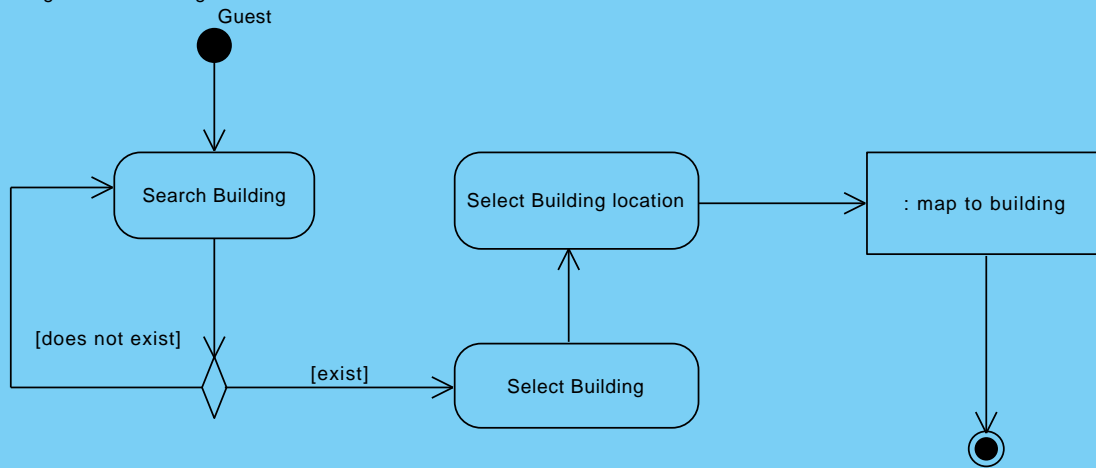 Guest
Search Building
Select Building location
: map to building
[does not exist]
[exist]
Select Building